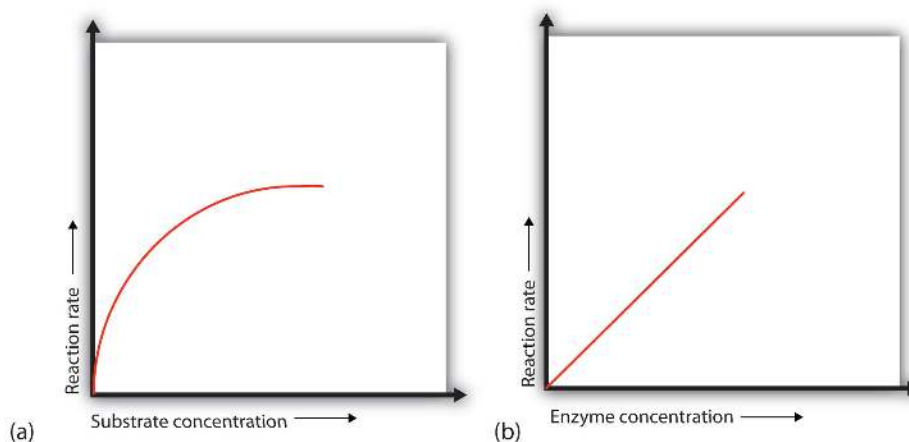 Reaction rate
Substrate concentration
(a)
Reaction rate
Enzyme concentration
(b)